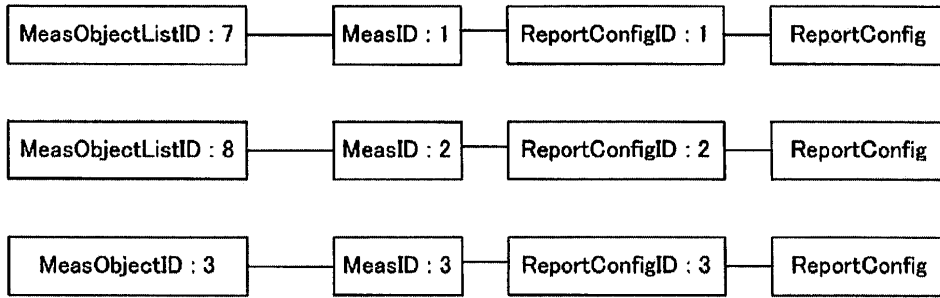 MeasObjectListID : 7 MeasID : 1 ReportConfigID : 1 ReportConfig
MeasObjectListID : 8 MeasID : 2 ReportConfigID : 2 ReportConfig
MeasObjectID : 3 MeasID : 3 ReportConfigID : 3 ReportConfig